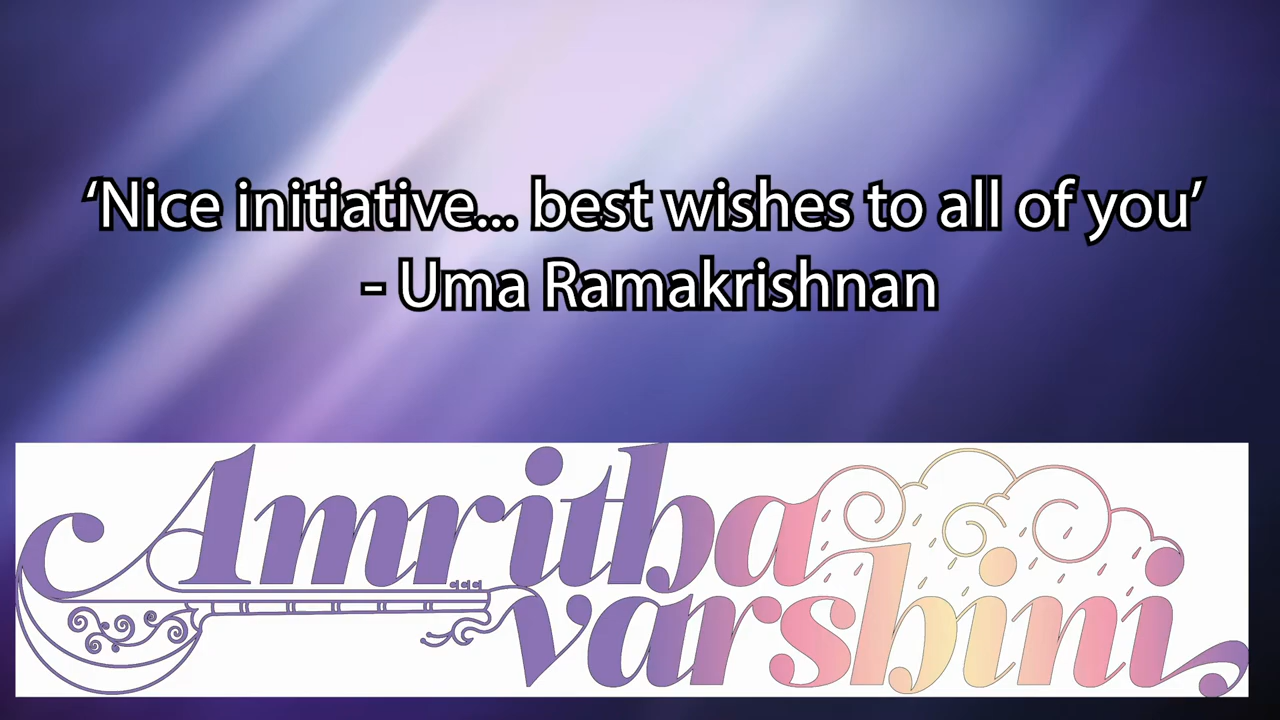 ‘Nice initiative... best wishes to all of you’
- Uma Ramakrishnan
Amritha
varshini